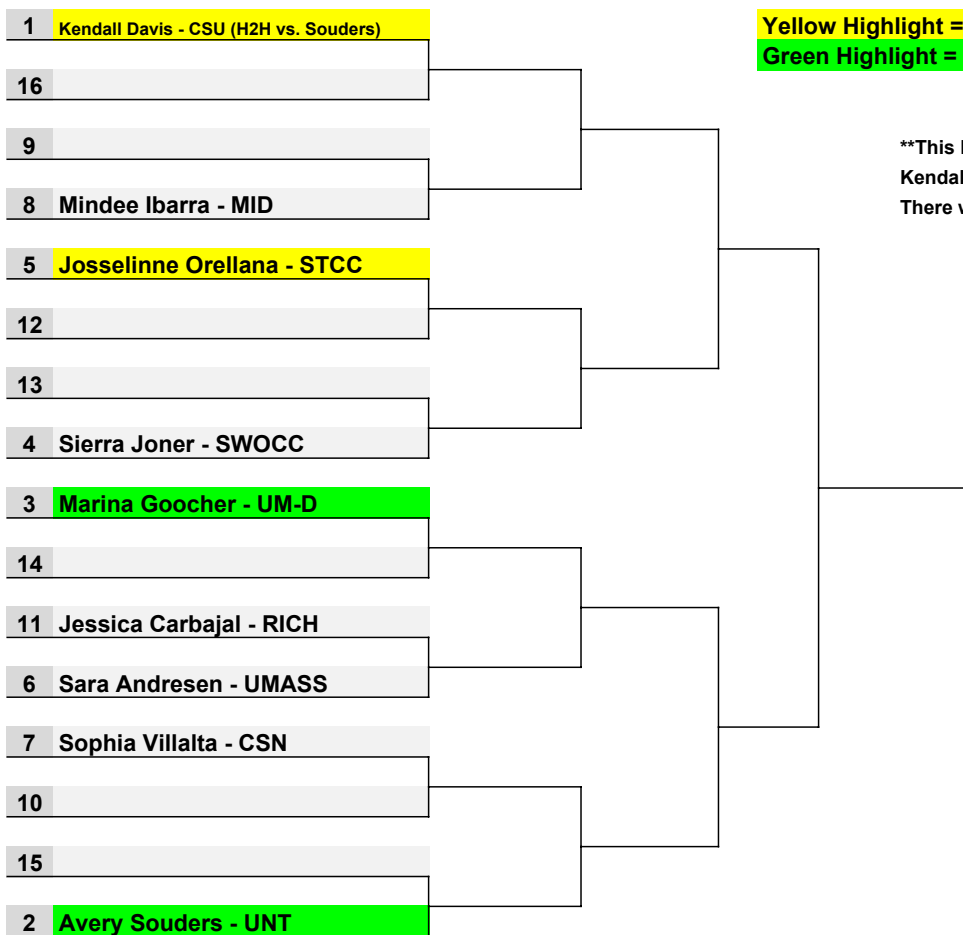 1 Kendall Davis - CSU (H2H vs. Souders)
Yellow Highlight =
Green Highlight =
16
9
**This
8 Mindee Ibarra - MID
There
5 Josselinne Orellana - STCC
12
13
4 Sierra Joner - SWOCC
3 Marina Goocher - UM-D
14
11 Jessica Carbajal - RICH
6 Sara Andresen - UMASS
7 Sophia Villalta - CSN
10
15
2 Avery Souders - UNT